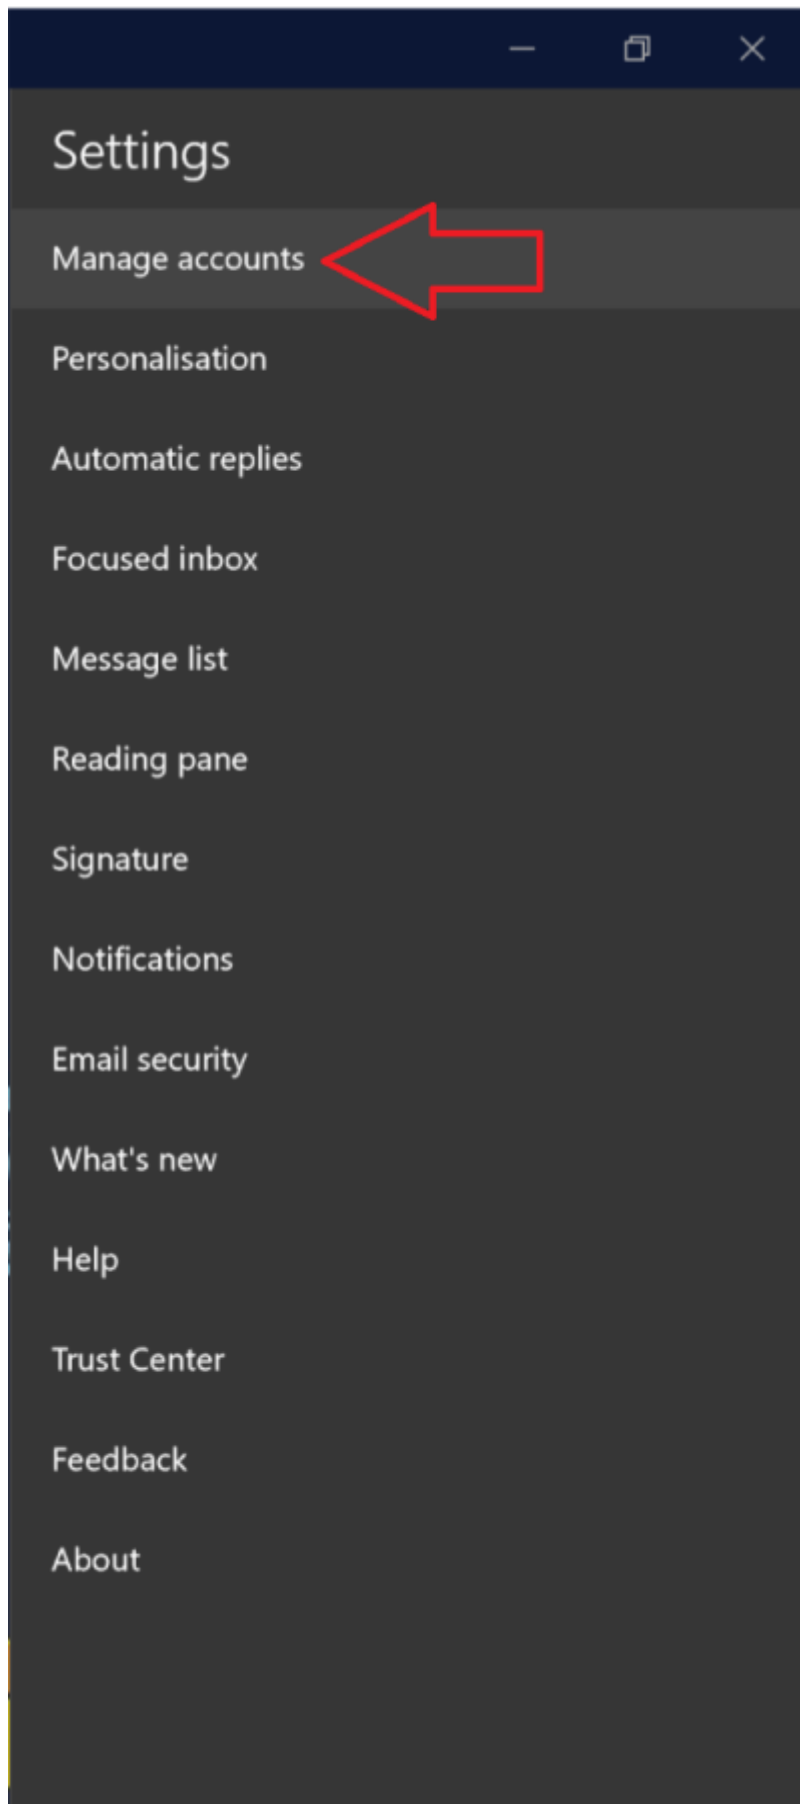 Settings
Manage accounts
Personalisation
Automatic replies
Focused inbox
Message list
Reading pane
Signature
Notifications
Email security
What's new
Help
Trust Center
Feedback
About